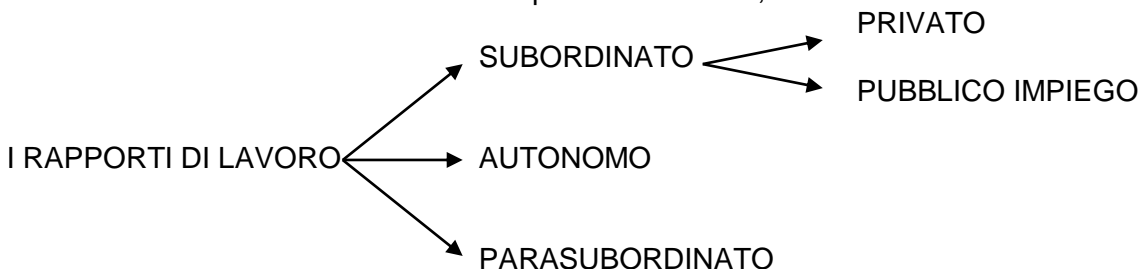 PRIVATO
SUBORDINATO
PUBBLICO IMPIEGO
I RAPPORTI DI LAVORO
AUTONOMO
PARASUBORDINATO